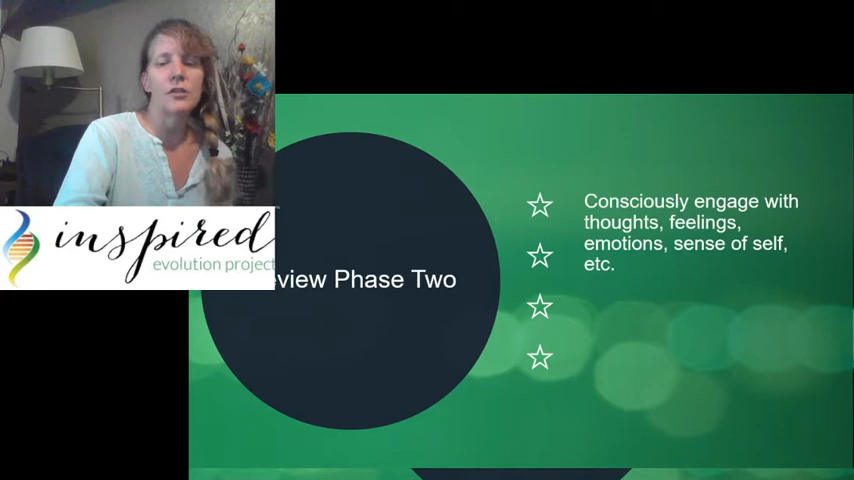 inspired
evolution project
eview Phase Two
Consciously engage with
thoughts, feelings,
emotions, sense of self,
etc.